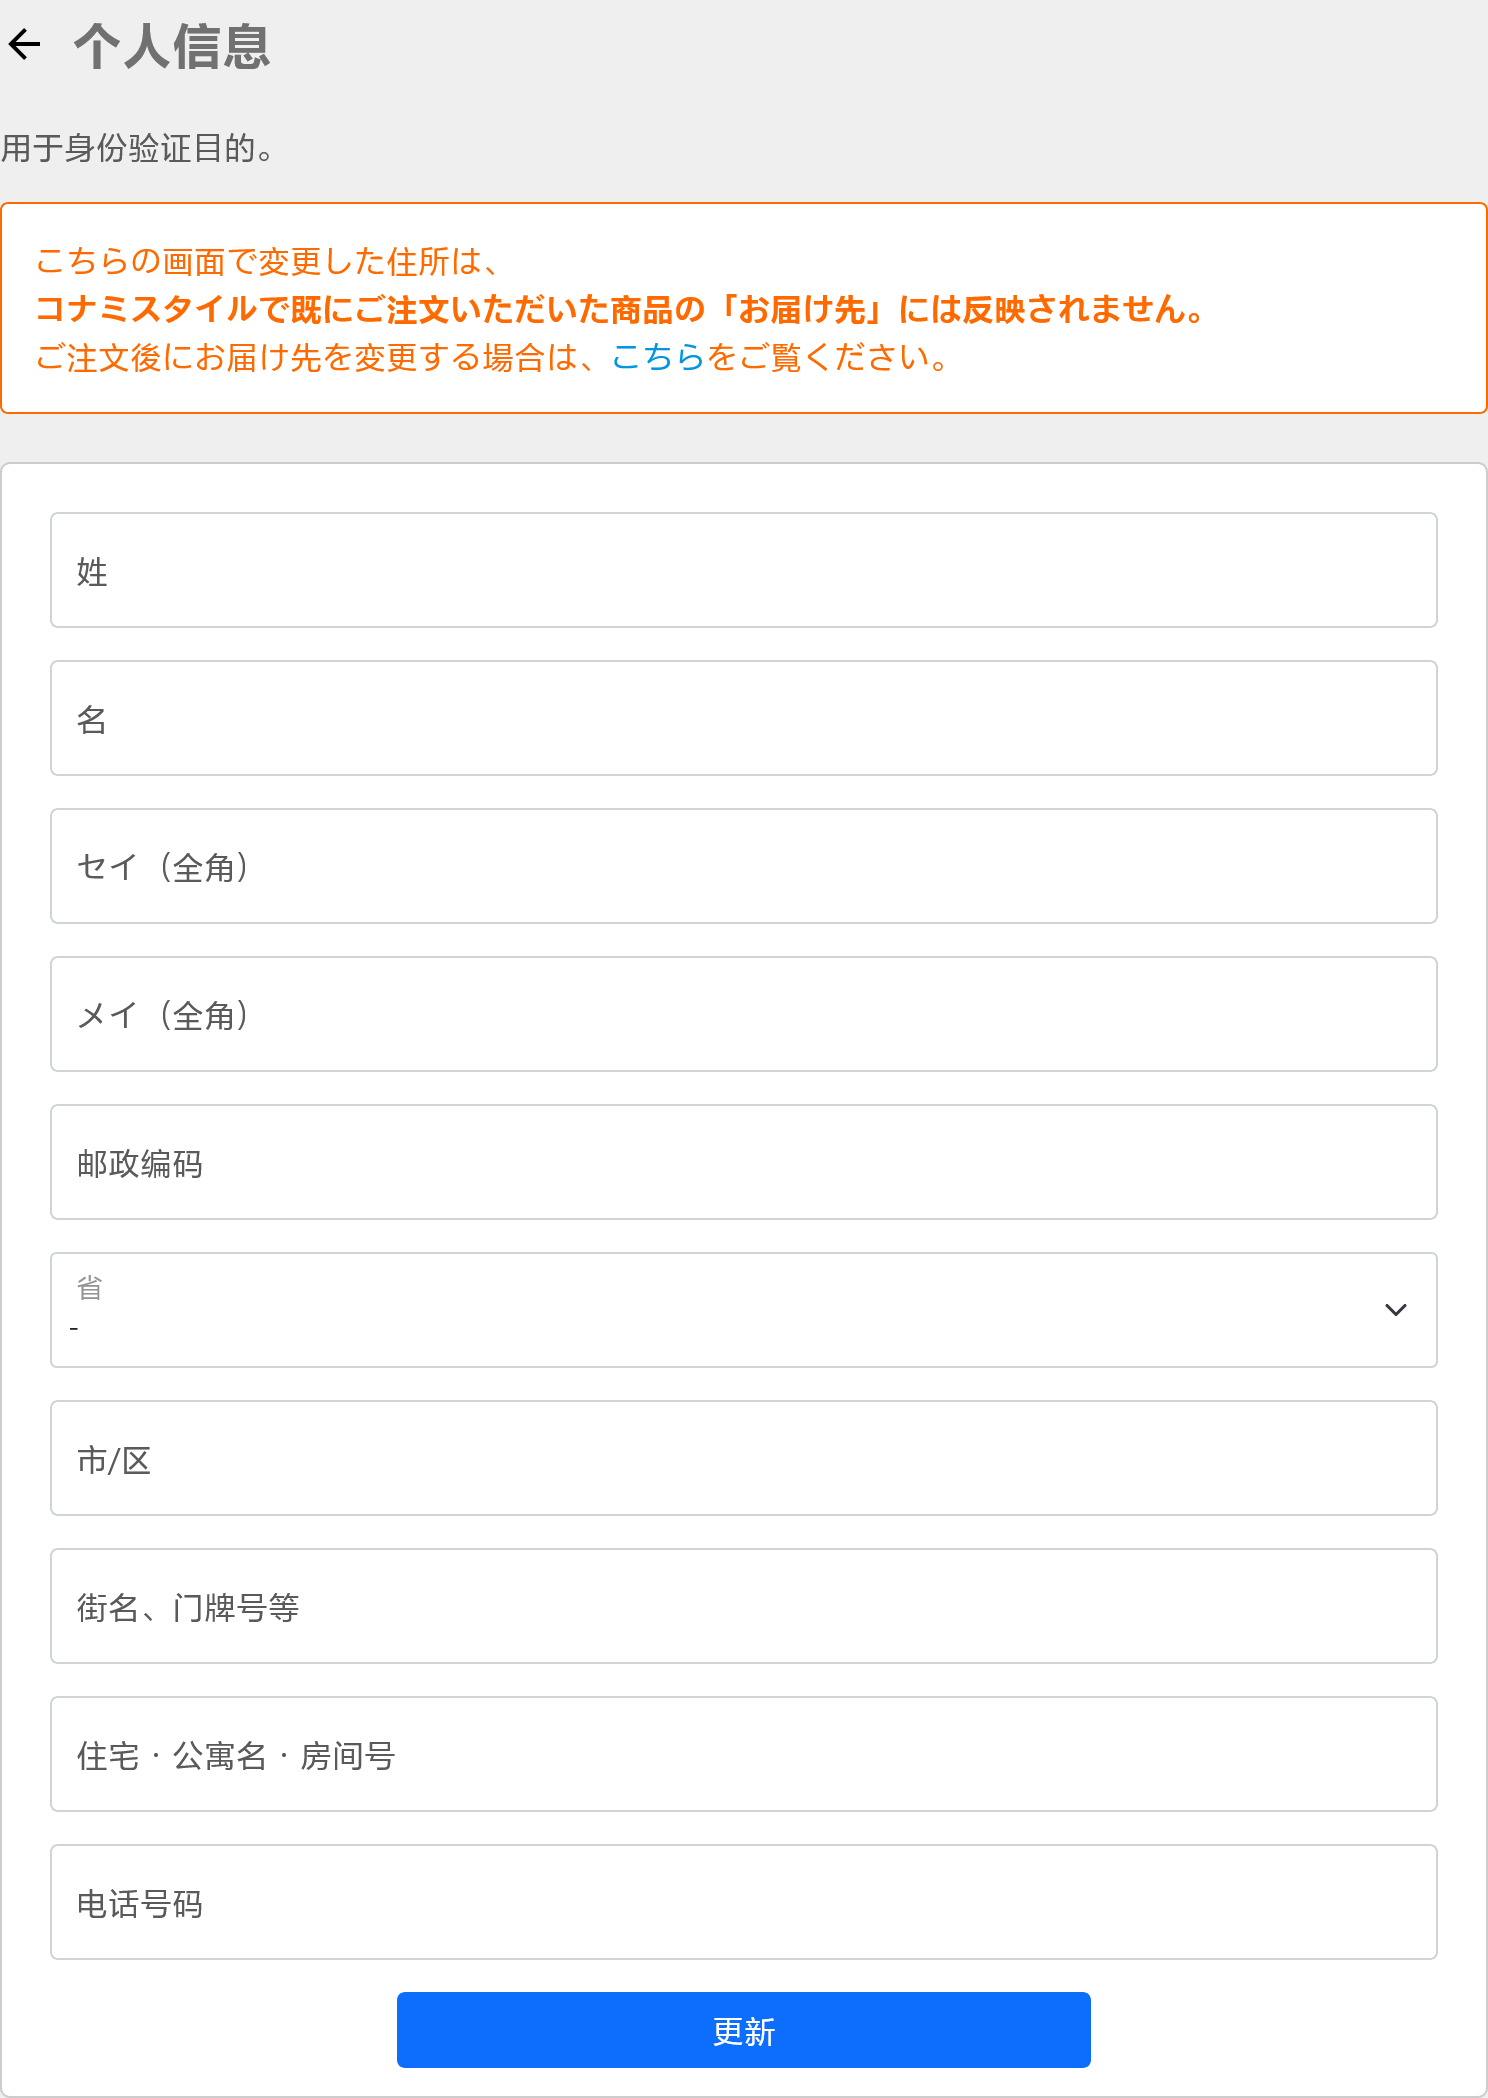 个人信息
用于身份验证目的。
こちらの画面で変更した住所は、
コナミスタイルで既にご注文いただいた商品の「お届け先」には反映されません。
ご注文後にお届け先を変更する場合は、こちらをご覧ください。
姓
名
セイ（全角）
メイ（全角）
邮政编码
省
-
市/区
街名、门牌号等
住宅・公寓名・房间号
电话号码
更新